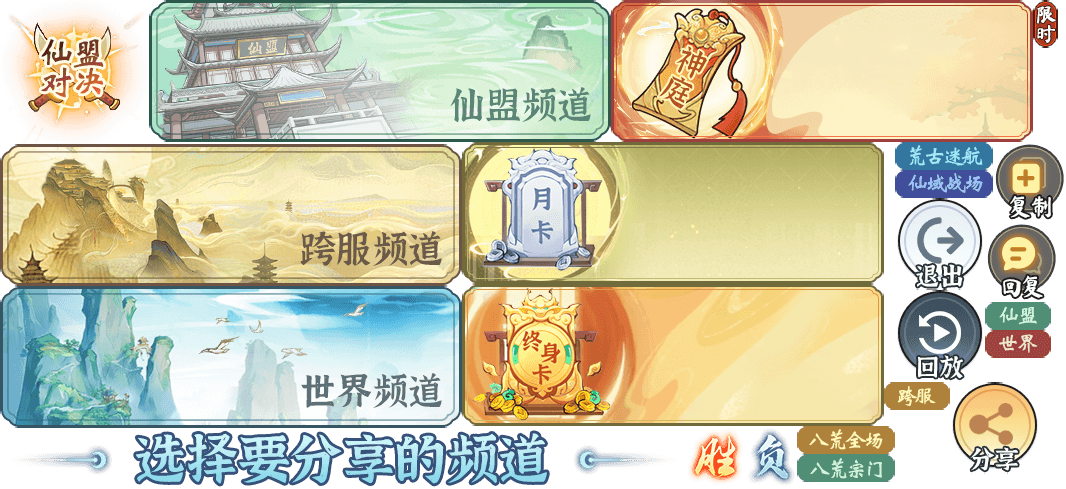 仙盟
对决
仙盟
仙盟频道
神庭
限时
跨服频道
月卡
荒古迷航
仙域战场
复制
退出
回复
世界频道
终身
卡
仙盟
世界
回放
跨服
选择要分享的频道
胜 负
八荒全场
八荒宗门
分享